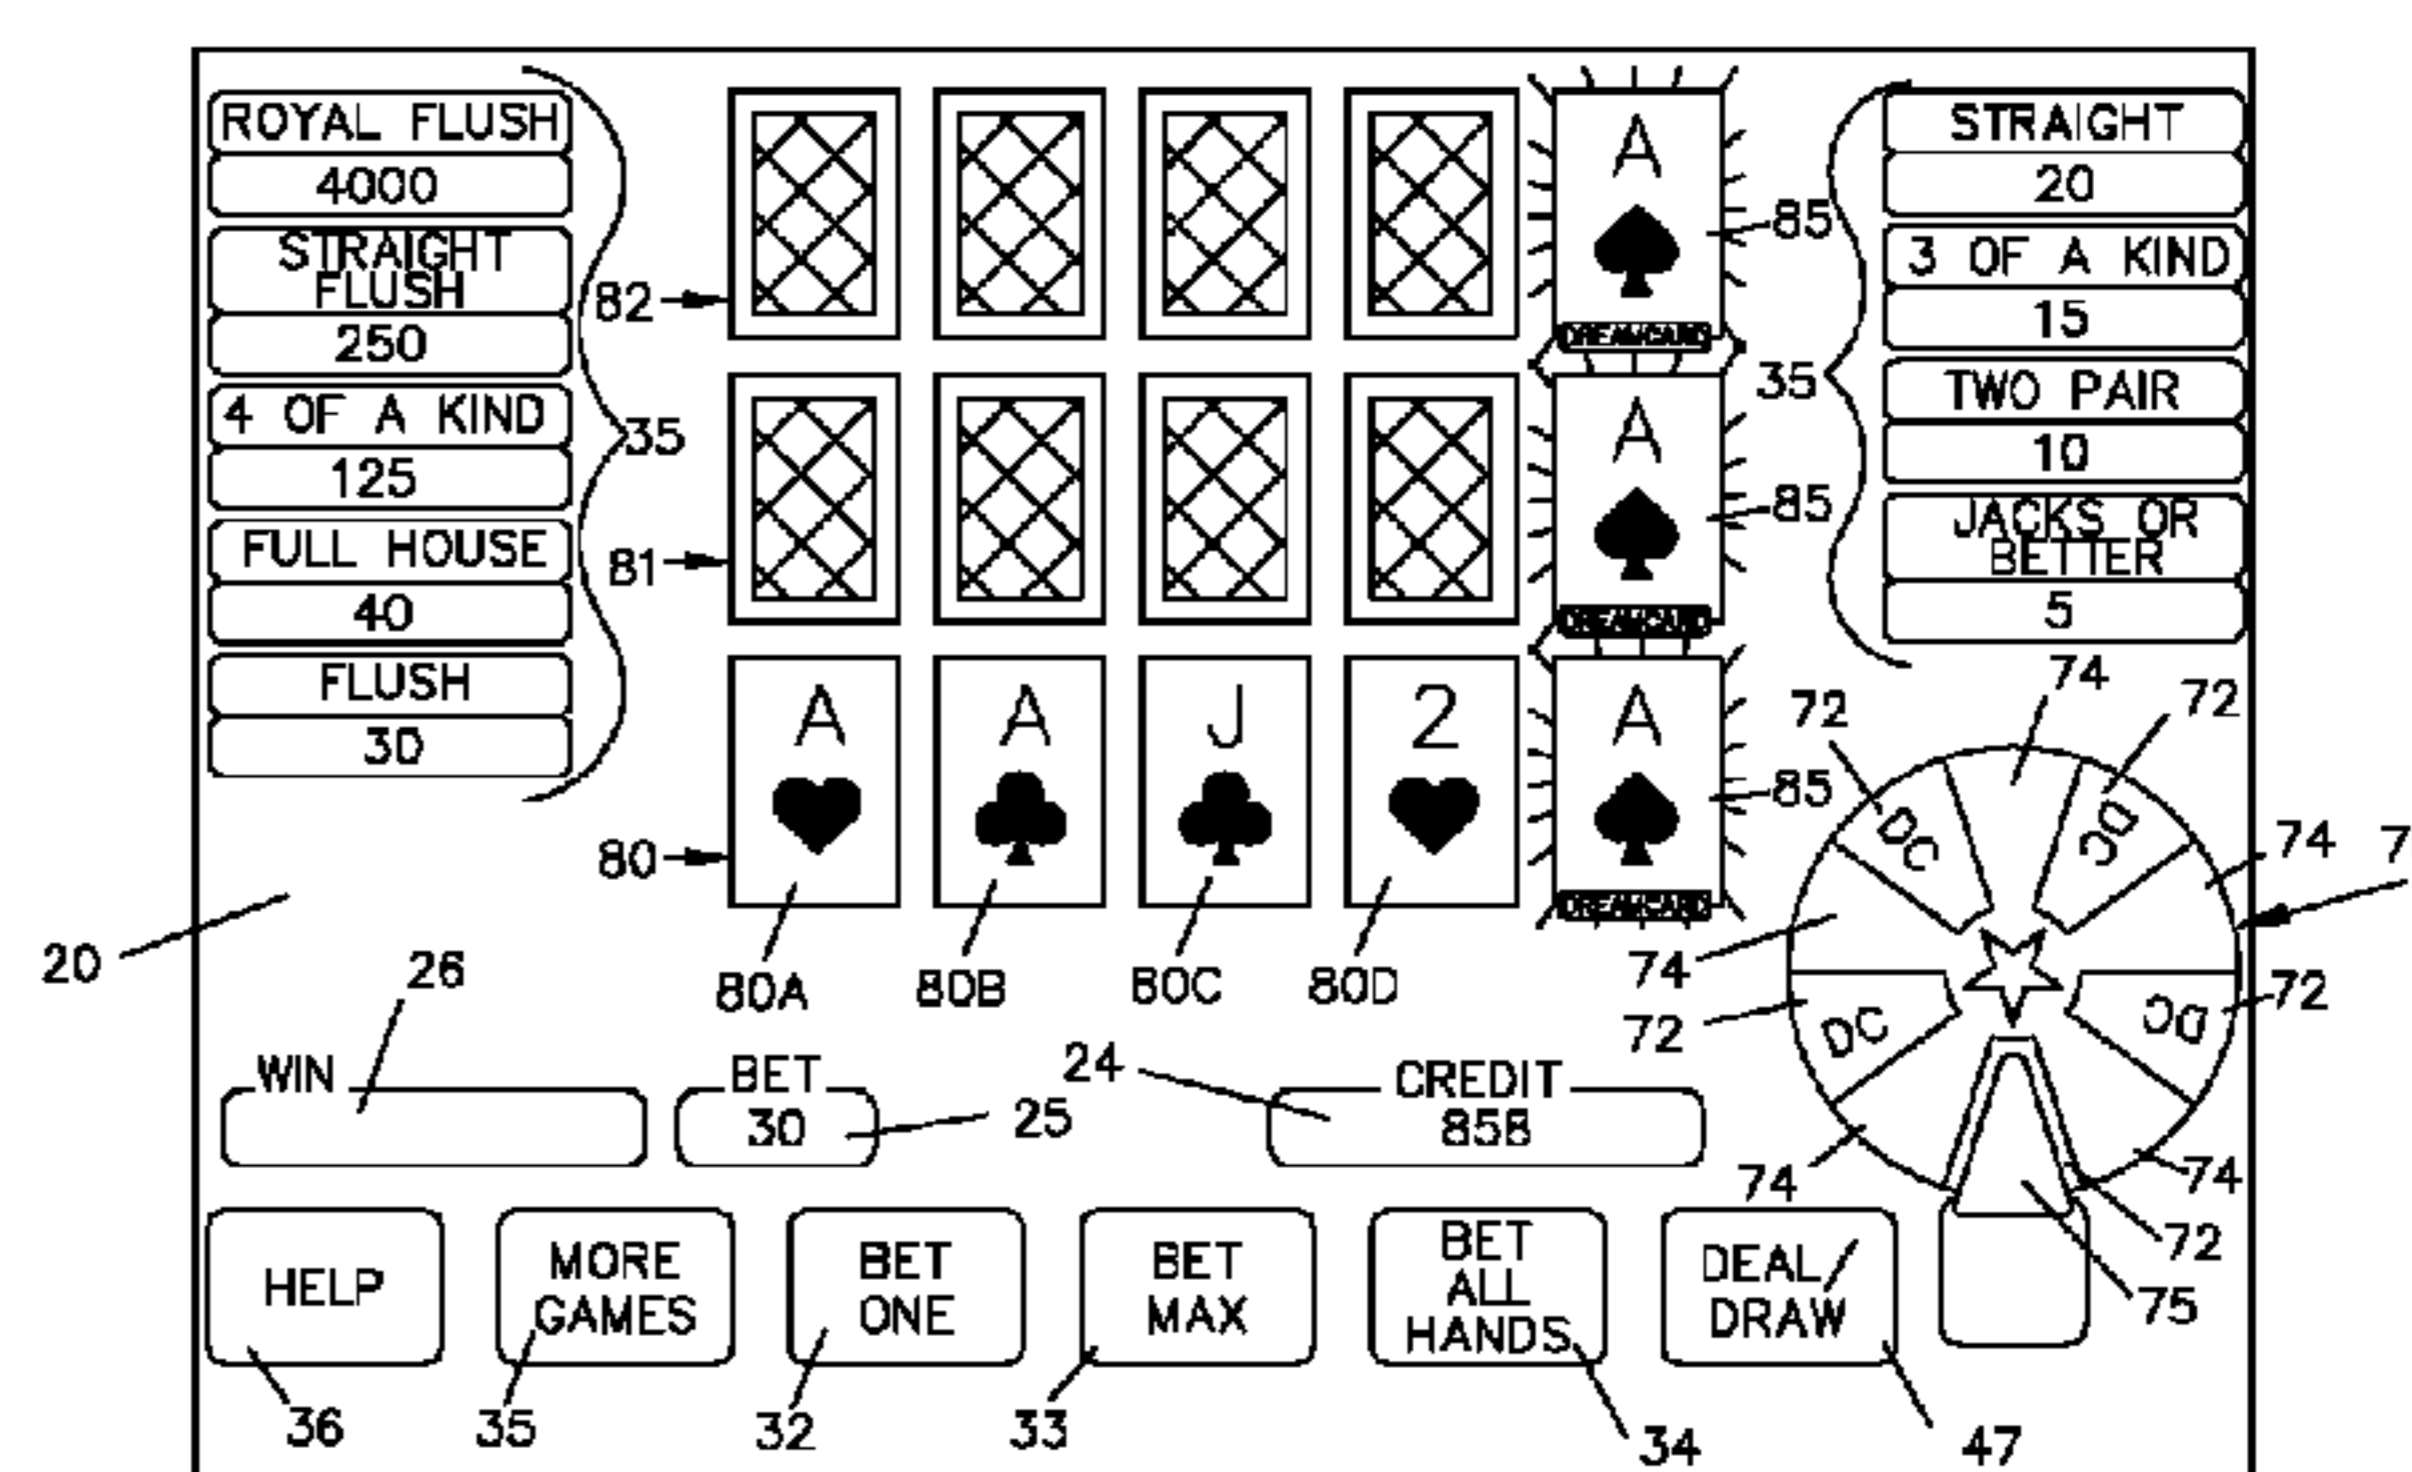 ROYAL FLUSH
4000
STRAIGHT
FLUSH
250
4 OF A KIND
125
FULL HOUSE
40
FLUSH
30
35
82
81
80
A
85
DREAMCARD
A
85
DREAMCARD
A
A
J
2
A
85
DREAMCARD
80A
80B
80C
80D
35
STRAIGHT
20
3 OF A KIND
15
TWO PAIR
10
JACKS OR
BETTER
5
74
72
72
DC
DC
74
74
72
DC
DC
72
74
74
72
75
20
26
WIN
BET
30
25
24
CREDIT
858
HELP
MORE
GAMES
BET
ONE
BET
MAX
BET
ALL
HANDS
DEAL/
DRAW
36
35
32
33
34
47